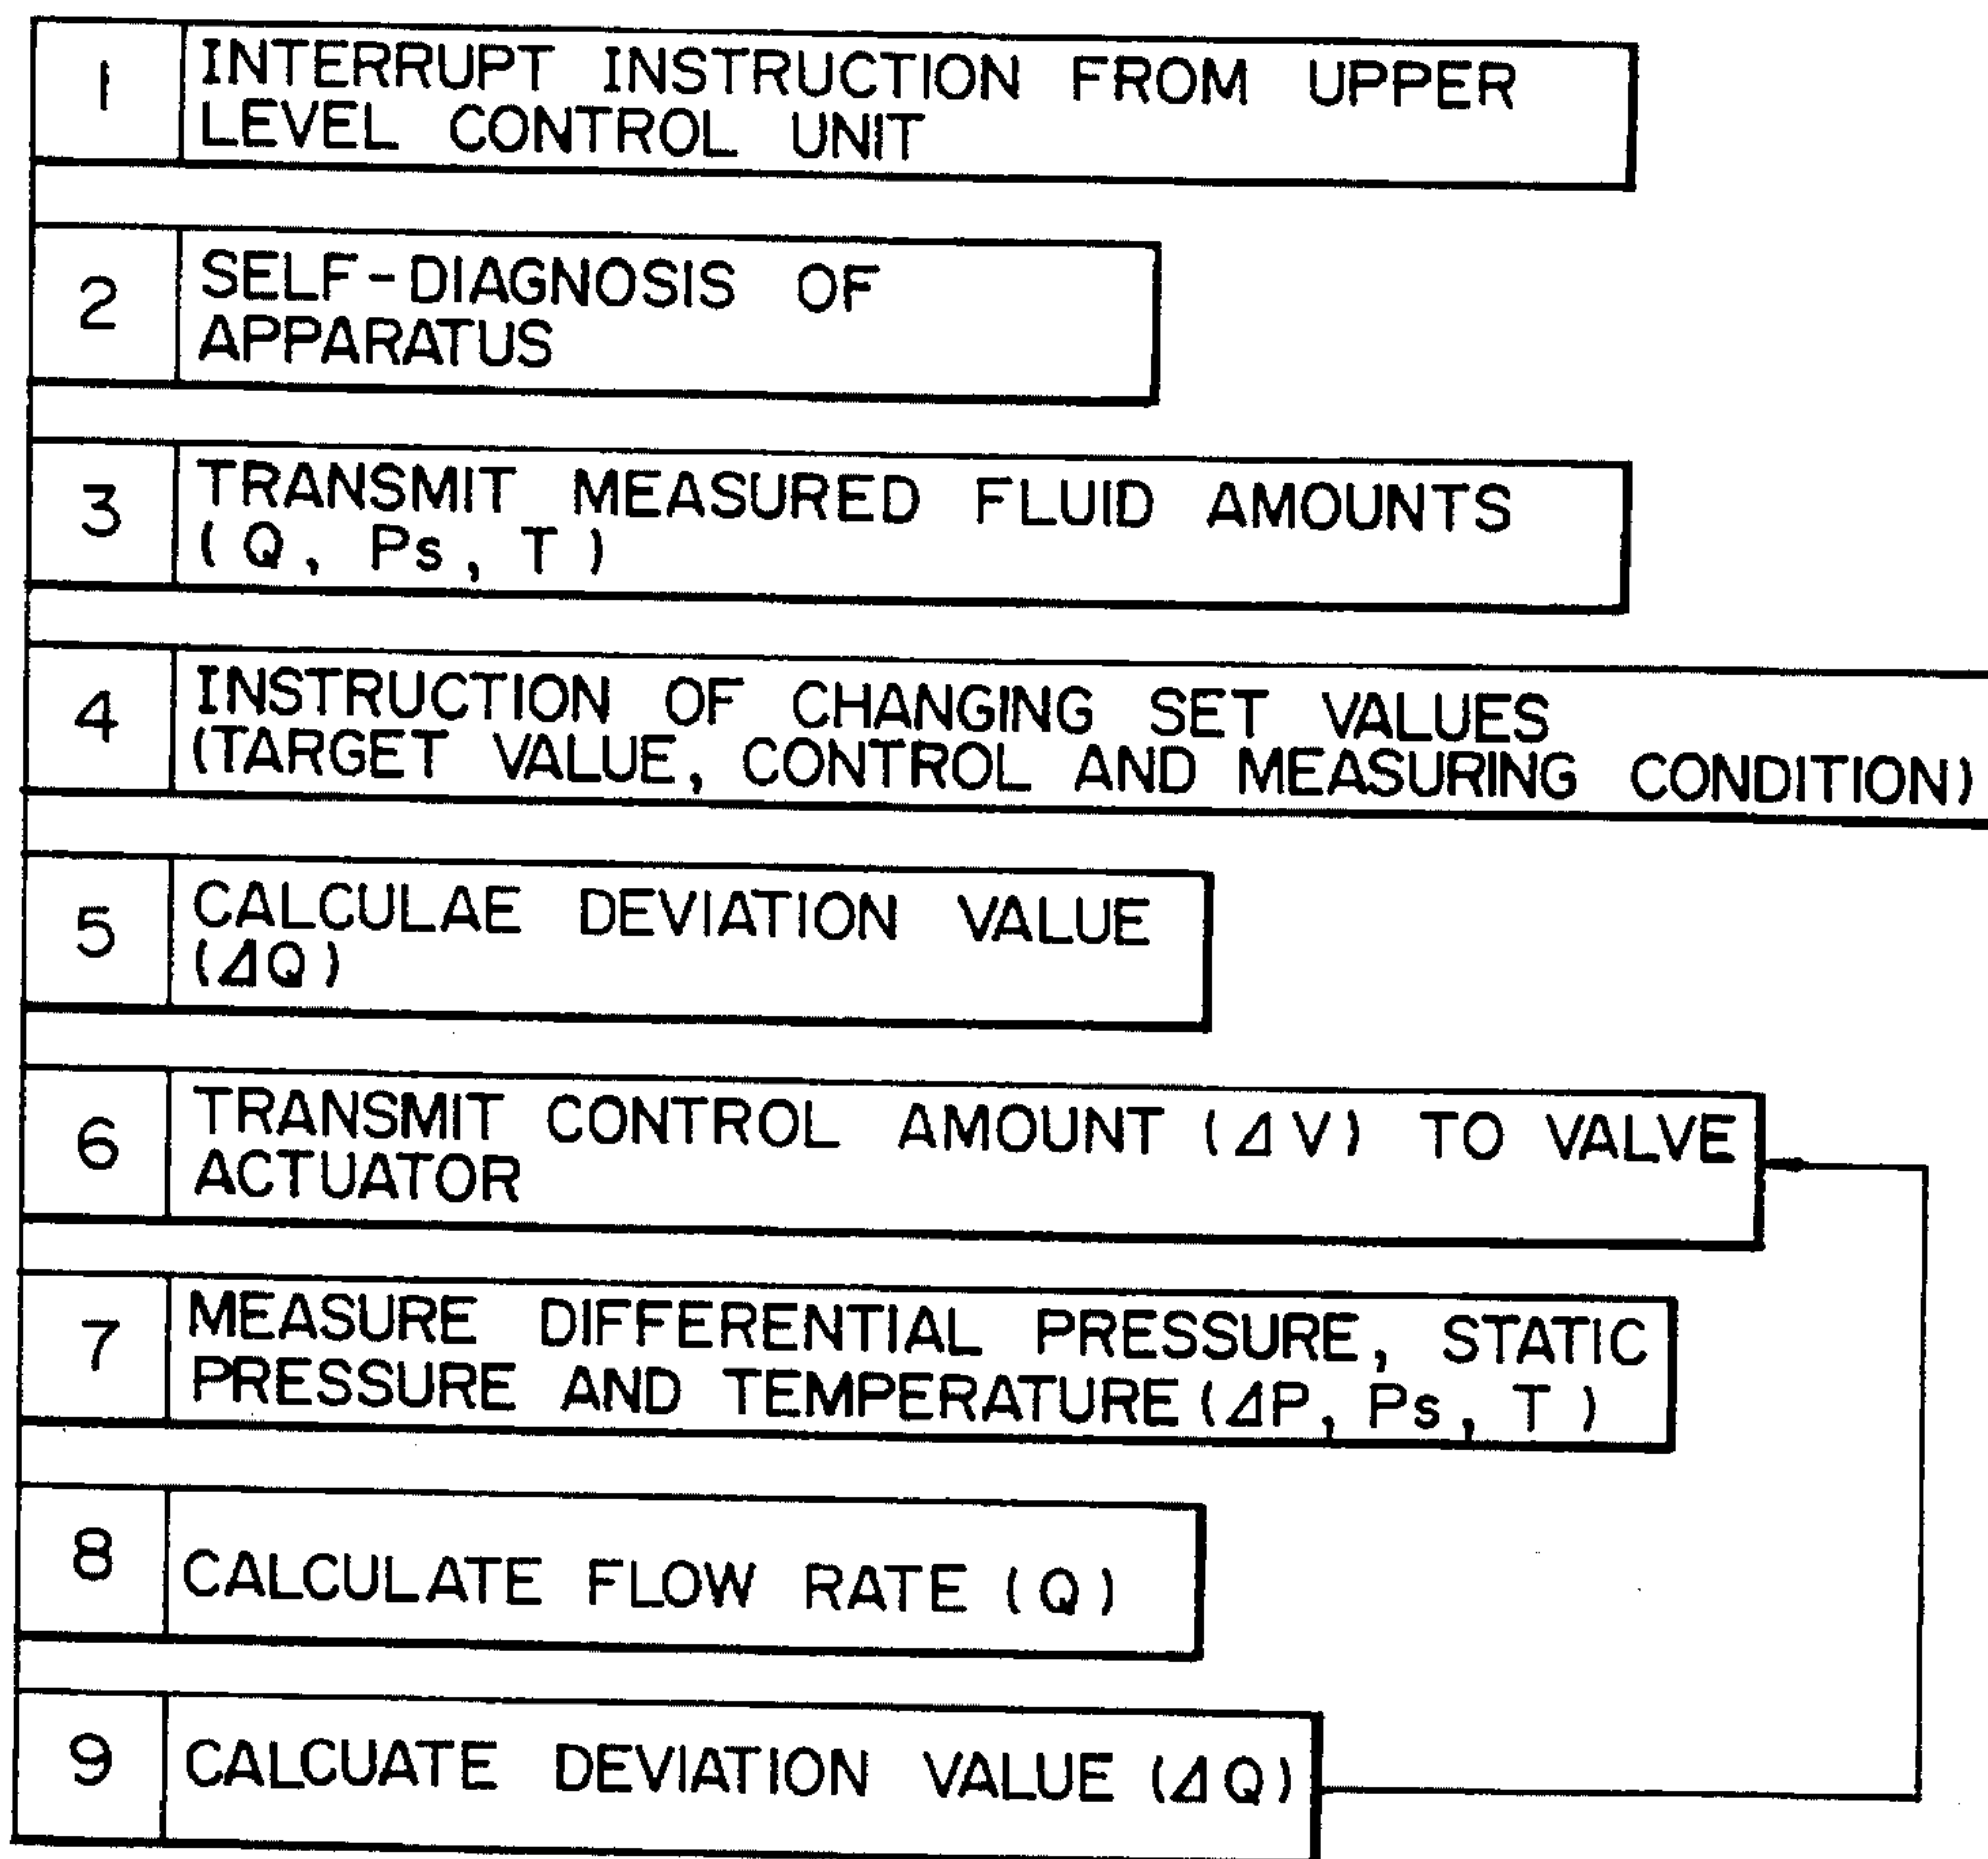 1
INTERRUPT INSTRUCTION FROM UPPER
LEVEL CONTROL UNIT
2
SELF-DIAGNOSIS OF
APPARATUS
3
TRANSMIT MEASURED FLUID AMOUNTS
(Q, Ps, T)
4
INSTRUCTION OF CHANGING SET VALUES
(TARGET VALUE, CONTROL AND MEASURING CONDITION)
5
CALCULAE DEVIATION VALUE
(ΔQ)
6
TRANSMIT CONTROL AMOUNT (ΔV) TO VALVE
ACTUATOR
7
MEASURE DIFFERENTIAL PRESSURE, STATIC
PRESSURE AND TEMPERATURE (ΔP, Ps, T)
8
CALCULATE FLOW RATE (Q)
9
CALCUATE DEVIATION VALUE (ΔQ)